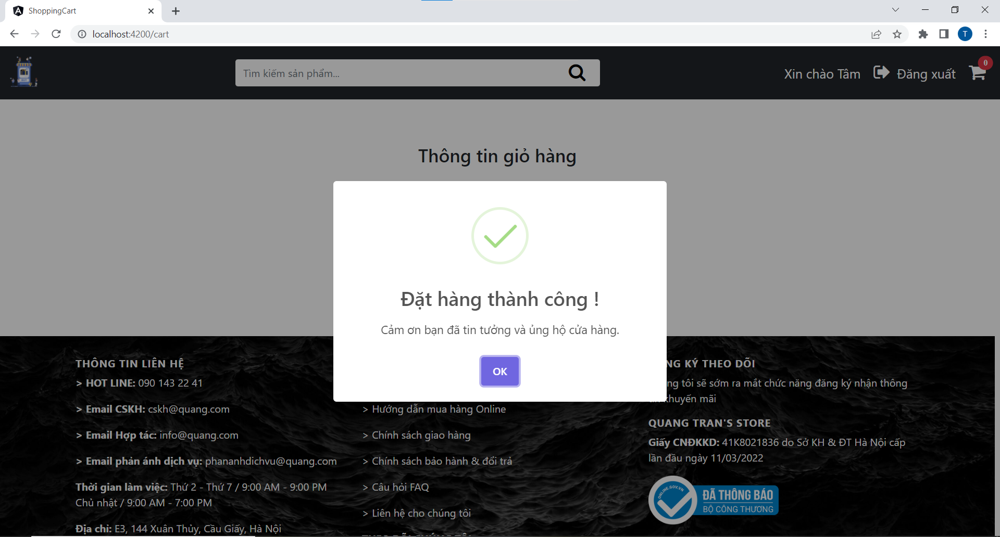 ShoppingCart
localhost:4200/cart
T
Tìm kiếm sản phẩm...
Xin chào Tâm
Đăng xuất
0
Thông tin giỏ hàng
Đặt hàng thành công !
Cảm ơn bạn đã tin tưởng và ủng hộ cửa hàng.
OK
THÔNG TIN LIÊN HỆ
> HOT LINE: 090 143 22 41
> Email CSKH: cskh@quang.com
> Email Hợp tác: info@quang.com
> Email phản ánh dịch vụ: phananhdichvu@quang.com
Thời gian làm việc: Thứ 2 - Thứ 7 / 9:00 AM - 9:00 PM
Chủ nhật / 9:00 AM - 7:00 PM
Địa chỉ: E3, 144 Xuân Thủy, Cầu Giấy, Hà Nội
> Hướng dẫn mua hàng Online
> Chính sách giao hàng
> Chính sách bảo hành & đổi trả
> Câu hỏi FAQ
> Liên hệ cho chúng tôi
THEO DÕI CHÚNG TÔI
NG KÝ THEO DÕI
ng tôi sẽ sớm ra mắt chức năng đăng ký nhận thông
khuyến mãi
QUANG TRAN'S STORE
Giấy CNĐKKD: 41K8021836 do Sở KH & ĐT Hà Nội cấp
lần đầu ngày 11/03/2022
ONLINE.GOV.VN
ĐÃ THÔNG BÁO
BỘ CÔNG THƯƠNG